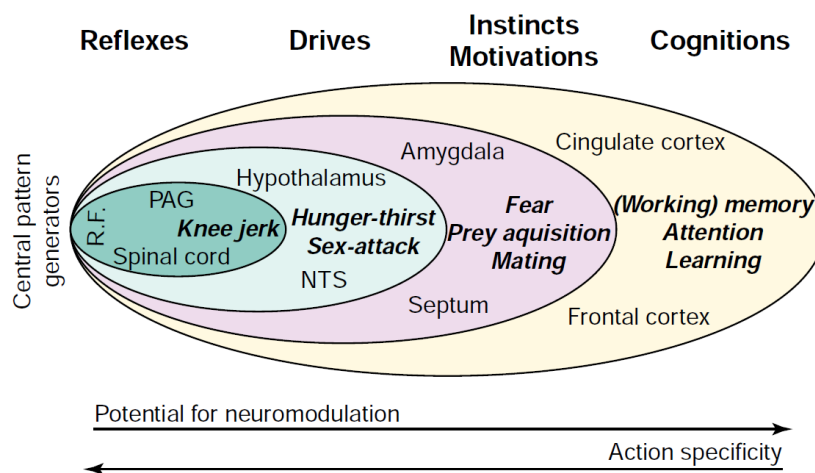 Reflexes
Drives
Instincts
Motivations
Cognitions
Central pattern
generators
R.F.
PAG
Knee jerk
Spinal cord
Hypothalamus
Hunger-thirst
Sex-attack
NTS
Amygdala
Fear
Prey aquisition
Mating
Septum
Cingulate cortex
(Working) memory
Attention
Learning
Frontal cortex
Potential for neuromodulation
Action specificity